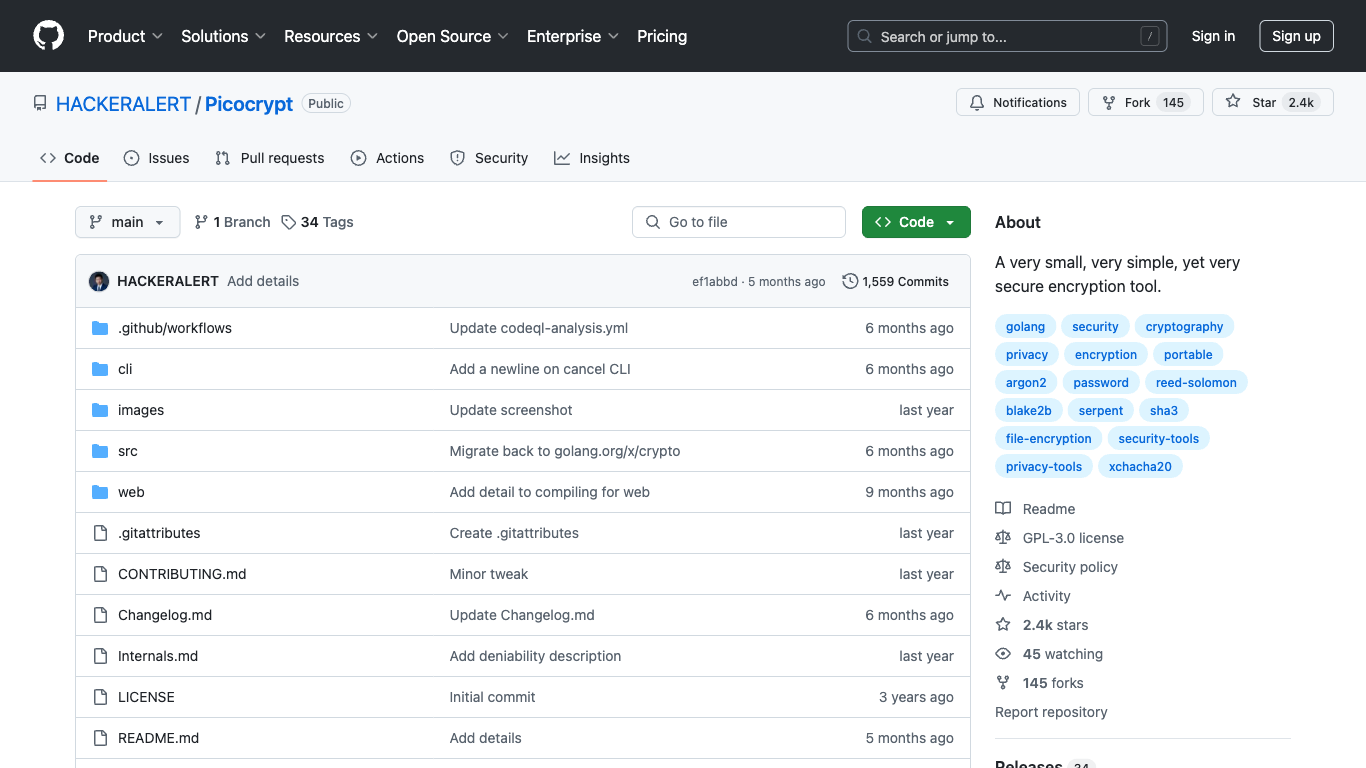 Product Solutions Resources Open Source Enterprise Pricing Search or jump to... / Sign in Sign up
HACKERALERT / Picocrypt Public Notifications Fork 145 Star 2.4k
Code Issues Pull requests Actions Security Insights
main 1 Branch 34 Tags Go to file Code
HACKERALERT Add details ef1abbd · 5 months ago 1,559 Commits
.github/workflows Update codeql-analysis.yml 6 months ago
cli Add a newline on cancel CLI 6 months ago
images Update screenshot last year
src Migrate back to golang.org/x/crypto 6 months ago
web Add detail to compiling for web 9 months ago
.gitattributes Create .gitattributes last year
CONTRIBUTING.md Minor tweak last year
Changelog.md Update Changelog.md 6 months ago
Internals.md Add deniability description last year
LICENSE Initial commit 3 years ago
README.md Add details 5 months ago
About
A very small, very simple, yet very
secure encryption tool.
golang security cryptography
privacy encryption portable
argon2 password reed-solomon
blake2b serpent sha3
file-encryption security-tools
privacy-tools xchacha20
Readme
GPL-3.0 license
Security policy
Activity
2.4k stars
45 watching
145 forks
Report repository
Releases 34